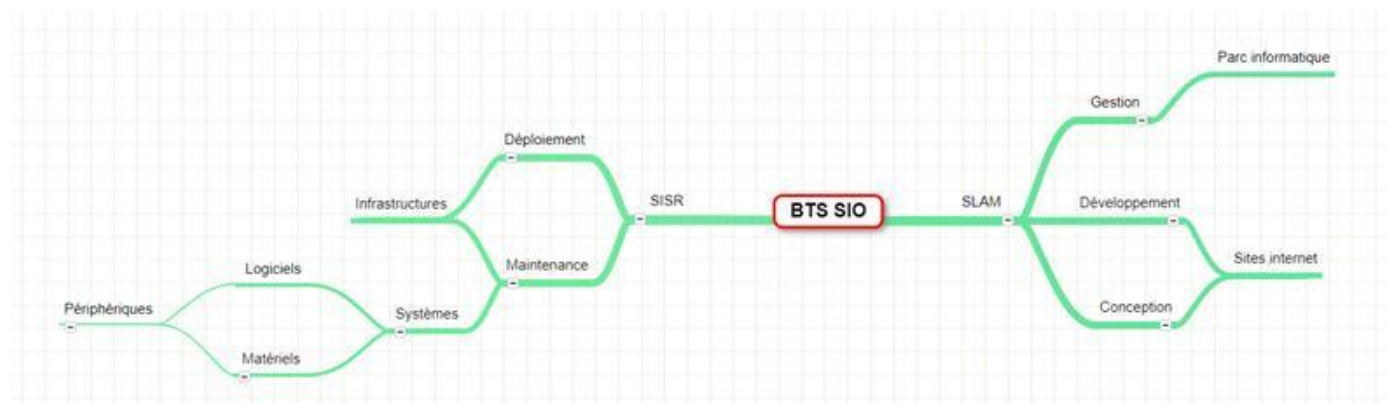 Parc informatique
Gestion
Déploiement
Infrastructures
SISR
BTS SIO
SLAM
Développement
Maintenance
Sites internet
Logiciels
Périphériques
Systèmes
Conception
Matériels